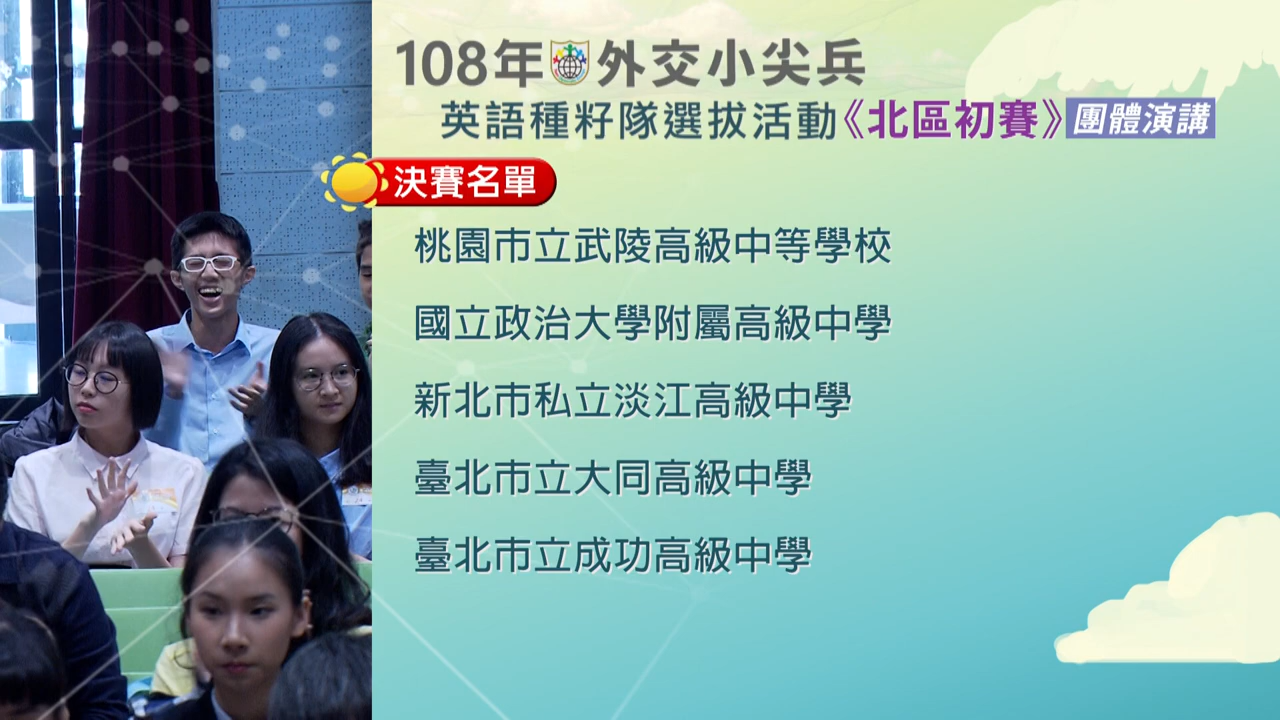 108年外交小尖兵
英語種籽隊選拔活動《北區初賽》團體演講
決賽名單
桃園市立武陵高級中等學校
國立政治大學附屬高級中學
新北市私立淡江高級中學
臺北市立大同高級中學
臺北市立成功高級中學